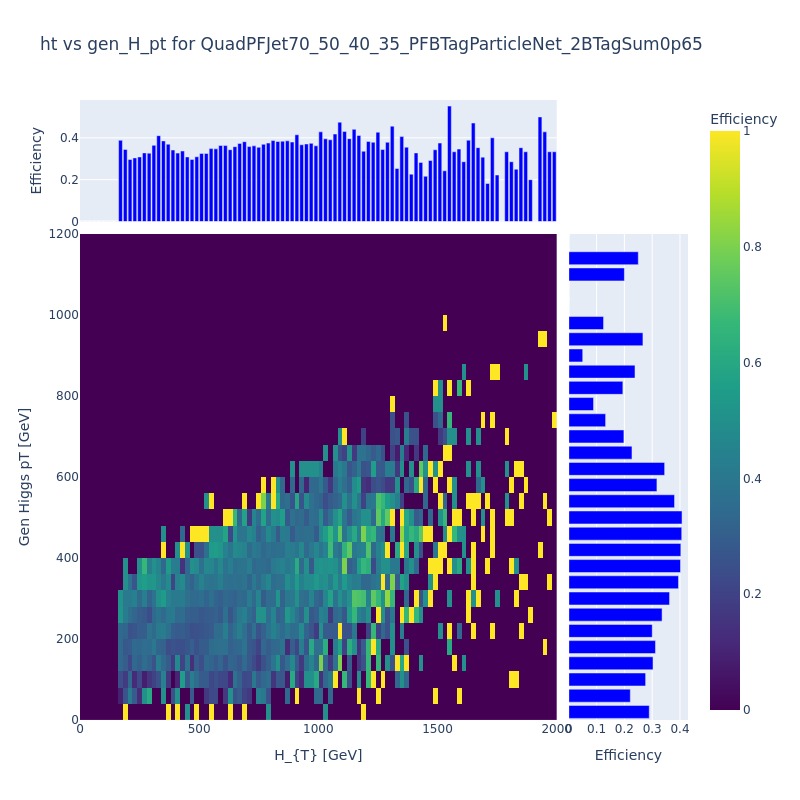 ht vs gen_H_pt for QuadPFJet70_50_40_35_PFBTagParticleNet_2BTagSum0p65
Efficiency
0.4
0.2
0
Efficiency
1
0.8
0.6
0.4
0.2
0
Gen Higgs pT [GeV]
1200
1000
800
600
400
200
0
0 500 1000 1500 2000
H_{T} [GeV]
0 0.1 0.2 0.3 0.4
Efficiency